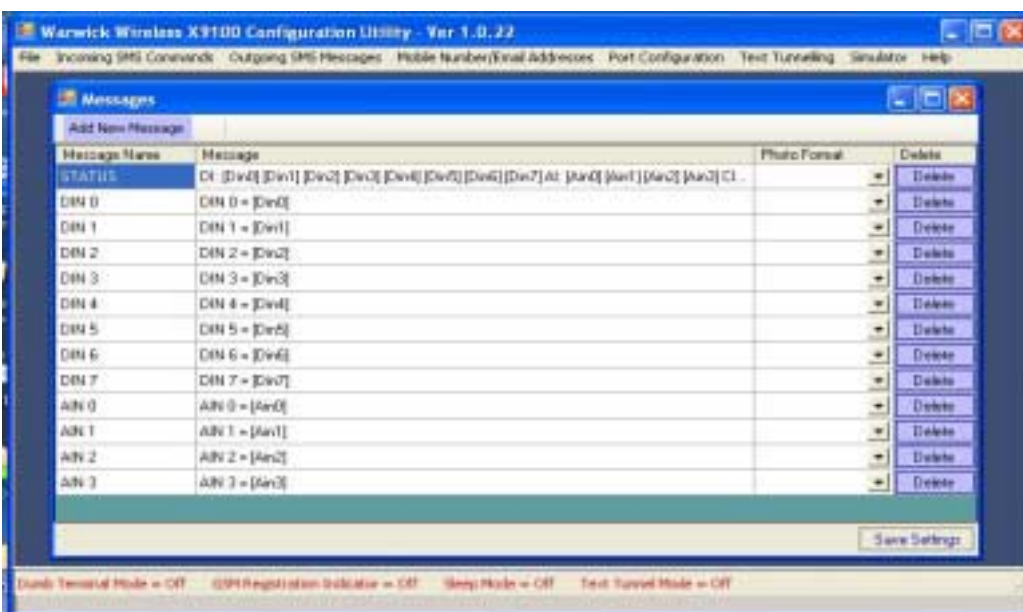 Warwick Wireless X9100 Configuration Utility - Ver 1.0.22
File Incoming SMS Commands Outgoing SMS Messages Mobile Number/Email Addresses Port Configuration Text Tunnelling Simulator Help
Messages
Add New Message
Message Name Message Photo Format Delete
STATUS DI: [Din0] [Din1] [Din2] [Din3] [Din4] [Din5] [Din6] [Din7] AI: [Ain0] [Ain1] [Ain2] [Ain3] Cl... Delete
DIN 0 DIN 0 = [Din0] Delete
DIN 1 DIN 1 = [Din1] Delete
DIN 2 DIN 2 = [Din2] Delete
DIN 3 DIN 3 = [Din3] Delete
DIN 4 DIN 4 = [Din4] Delete
DIN 5 DIN 5 = [Din5] Delete
DIN 6 DIN 6 = [Din6] Delete
DIN 7 DIN 7 = [Din7] Delete
AIN 0 AIN 0 = [Ain0] Delete
AIN 1 AIN 1 = [Ain1] Delete
AIN 2 AIN 2 = [Ain2] Delete
AIN 3 AIN 3 = [Ain3] Delete
Save Settings
Dumb Terminal Mode = Off GSM Registration Indicator = Off Sleep Mode = Off Text Tunnel Mode = Off